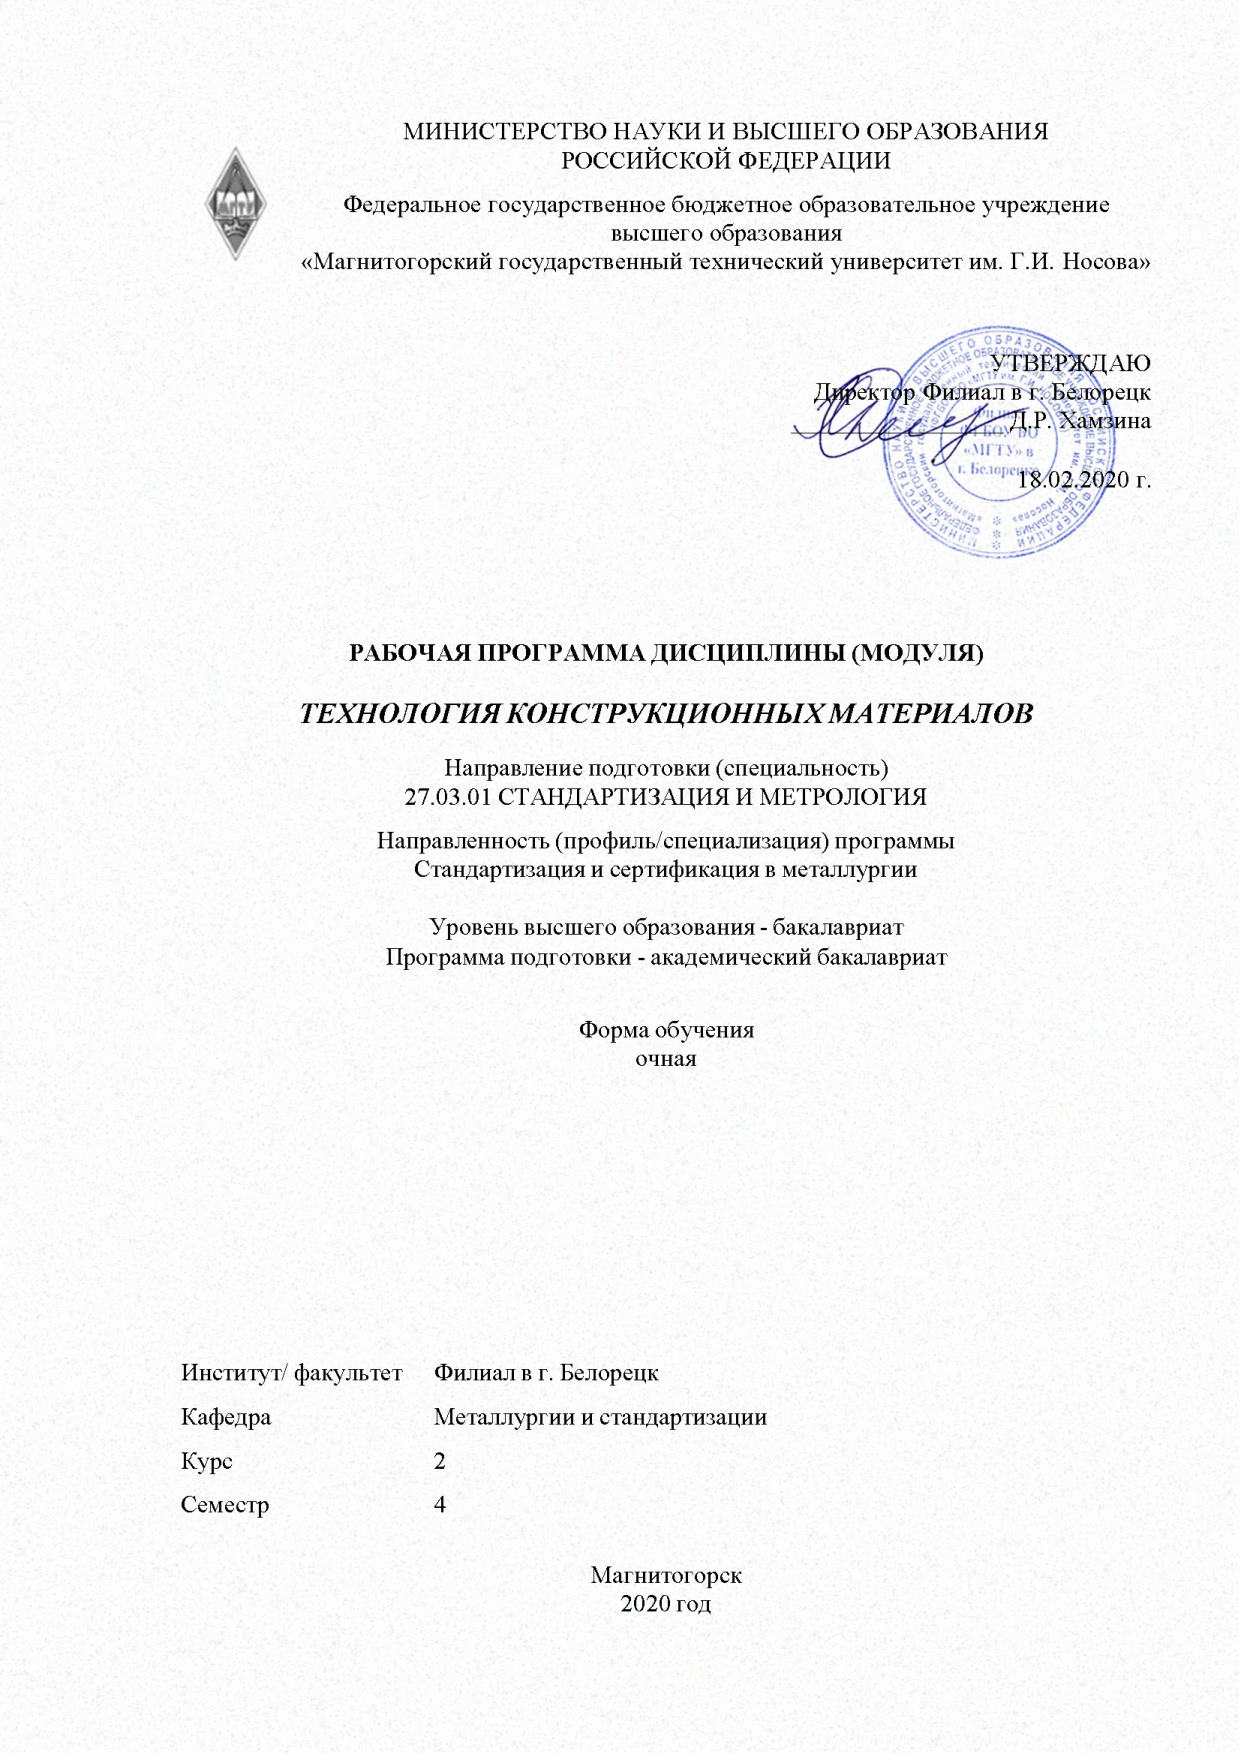 МИНИСТЕРСТВО НАУКИ И ВЫСШЕГО ОБРАЗОВАНИЯ
РОССИЙСКОЙ ФЕДЕРАЦИИ
Федеральное государственное бюджетное образовательное учреждение
высшего образования
«Магнитогорский государственный технический университет им. Г.И. Носова»
МГТУ
УТВЕРЖДАЮ
Директор Филиал в г. Белорецк
Д.Р. Хамзина
18.02.2020 г.
«МГТУ» в
г. Белорецке
РАБОЧАЯ ПРОГРАММА ДИСЦИПЛИНЫ (МОДУЛЯ)
ТЕХНОЛОГИЯ КОНСТРУКЦИОННЫХ МАТЕРИАЛОВ
Направление подготовки (специальность)
27.03.01 СТАНДАРТИЗАЦИЯ И МЕТРОЛОГИЯ
Направленность (профиль/специализация) программы
Стандартизация и сертификация в металлургии
Уровень высшего образования - бакалавриат
Программа подготовки - академический бакалавриат
Форма обучения
очная
Институт/ факультет Филиал в г. Белорецк
Кафедра Металлургии и стандартизации
Курс 2
Семестр 4
Магнитогорск
2020 год